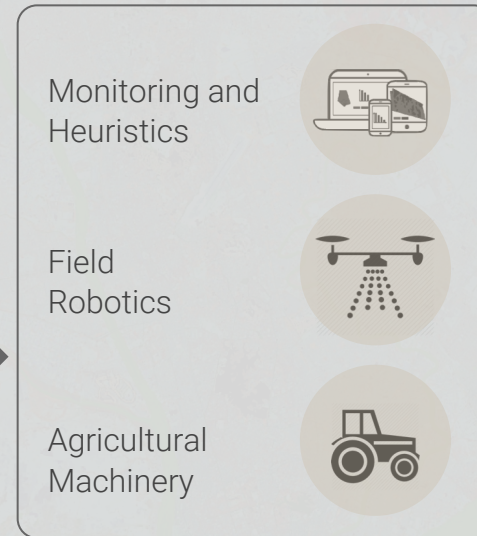 Monitoring and
Heuristics
Field
Robotics
Agricultural
Machinery